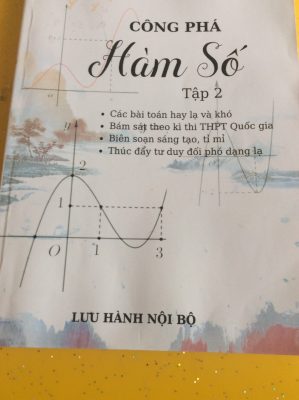 CÔNG PHÁ
Hàm Số
Tập 2
• Các bài toán hay lạ và khó
• Bám sát theo kì thi THPT Quốc gia
• Biên soạn sáng tạo, tỉ mỉ
• Thúc đẩy tư duy đối phó dạng lạ
y
2
1
O
1
3
LƯU HÀNH NỘI BỘ